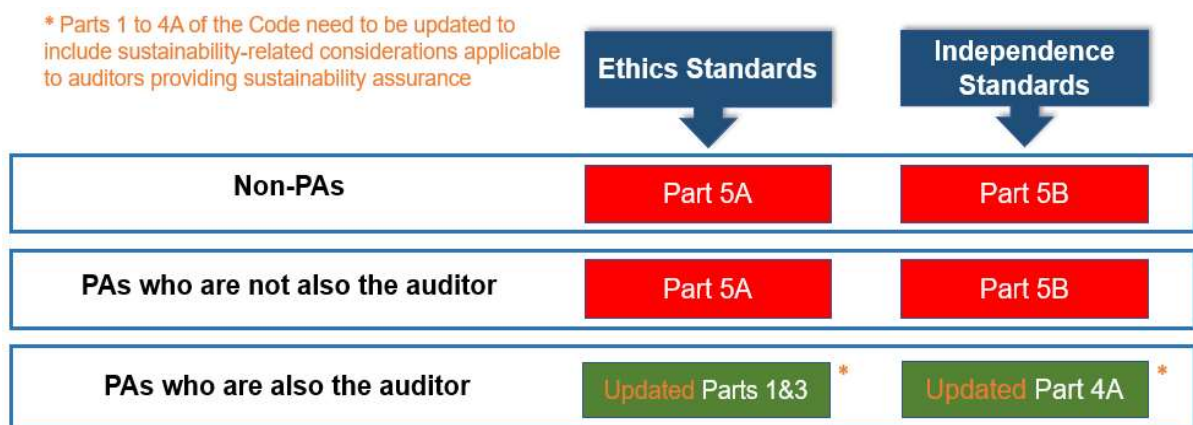 * Parts 1 to 4A of the Code need to be updated to
include sustainability-related considerations applicable
to auditors providing sustainability assurance
Ethics Standards
Independence
Standards
Non-PAs
Part 5A
Part 5B
PAs who are not also the auditor
Part 5A
Part 5B
PAs who are also the auditor
Updated Parts 1&3 *
Updated Part 4A *